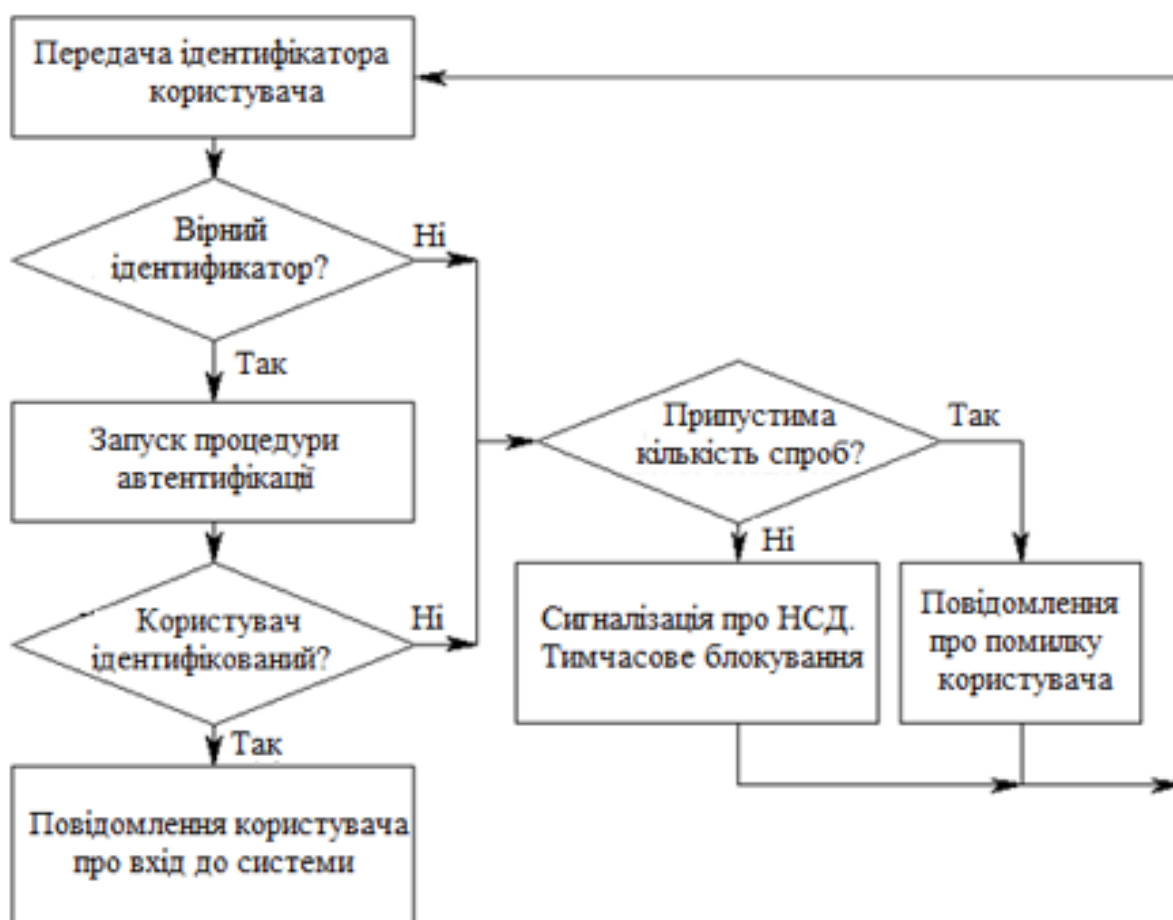 Передача ідентифікатора
користувача
Вірний
ідентификатор?
Ні
Так
Запуск процедури
автентифікації
Користувач
ідентифікований?
Ні
Так
Повідомлення користувача
про вхід до системи
Припустима
кількість спроб?
Так
Ні
Сигналізація про НСД.
Тимчасове блокування
Повідомлення
про помилку
користувача